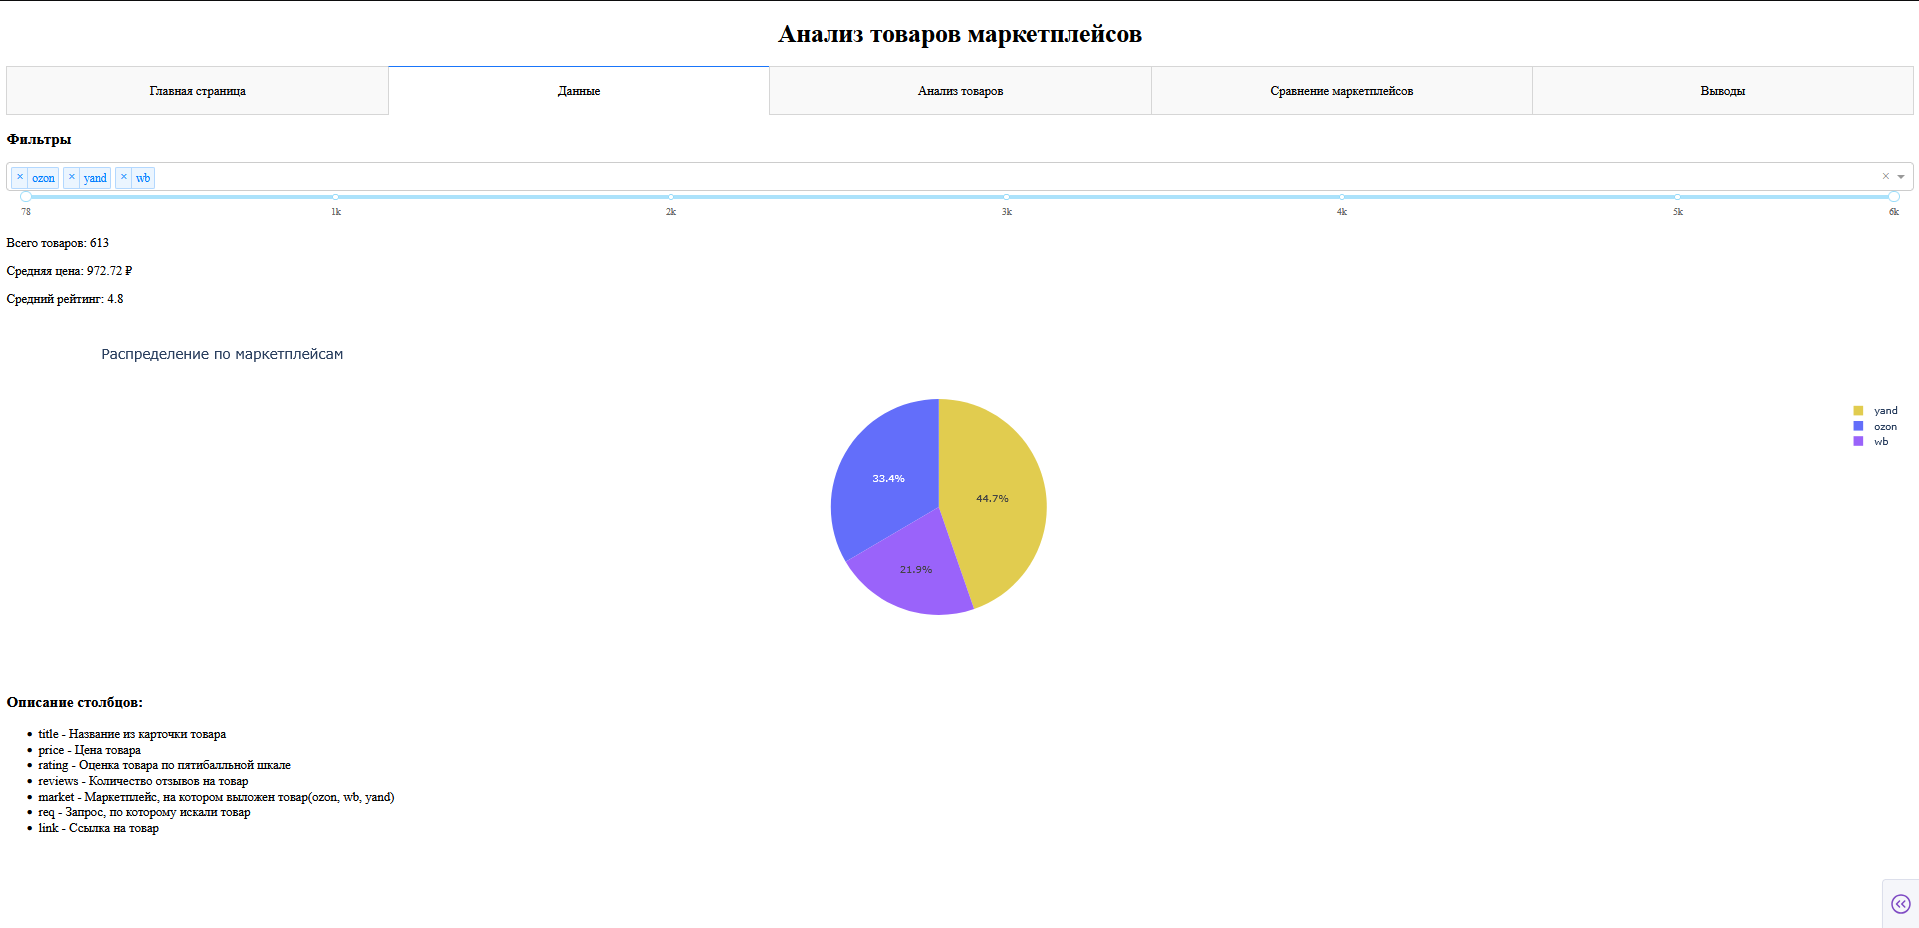 Анализ товаров маркетплейсов
Главная страница
Данные
Анализ товаров
Сравнение маркетплейсов
Выводы
Фильтры
× ozon × yand × wb
78 1k 2k 3k 4k 5k 6k
Всего товаров: 613
Средняя цена: 972.72 ₽
Средний рейтинг: 4.8
Распределение по маркетплейсам
yand
ozon
wb
33.4%
44.7%
21.9%
Описание столбцов:
• title - Название из карточки товара
• price - Цена товара
• rating - Оценка товара по пятибалльной шкале
• reviews - Количество отзывов на товар
• market - Маркетплейс, на котором выложен товар(ozon, wb, yand)
• req - Запрос, по которому искали товар
• link - Ссылка на товар